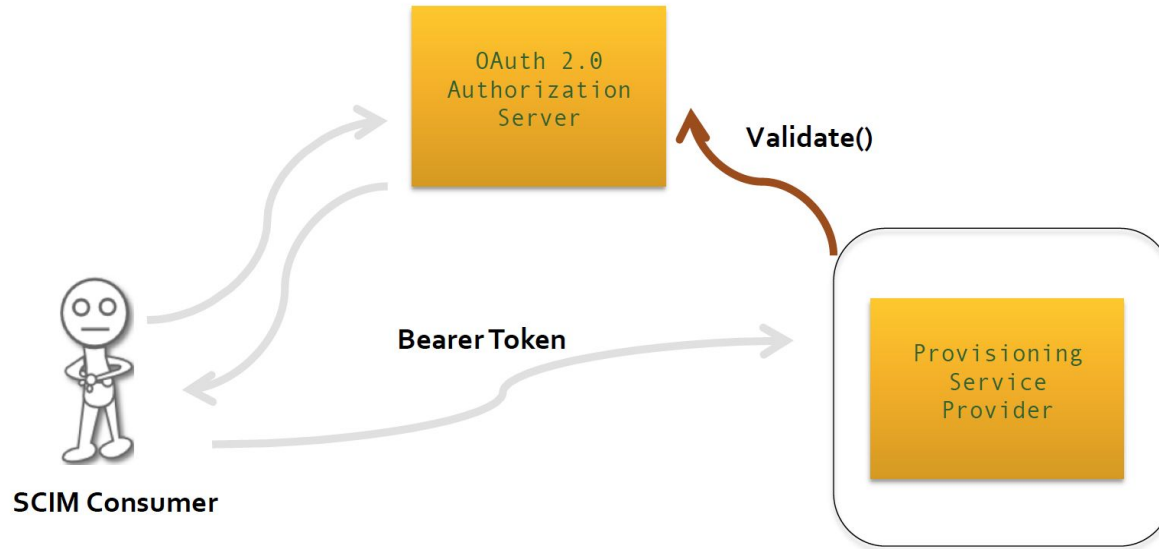 OAuth 2.0
Authorization
Server
Validate()
Bearer Token
Provisioning
Service
Provider
SCIM Consumer